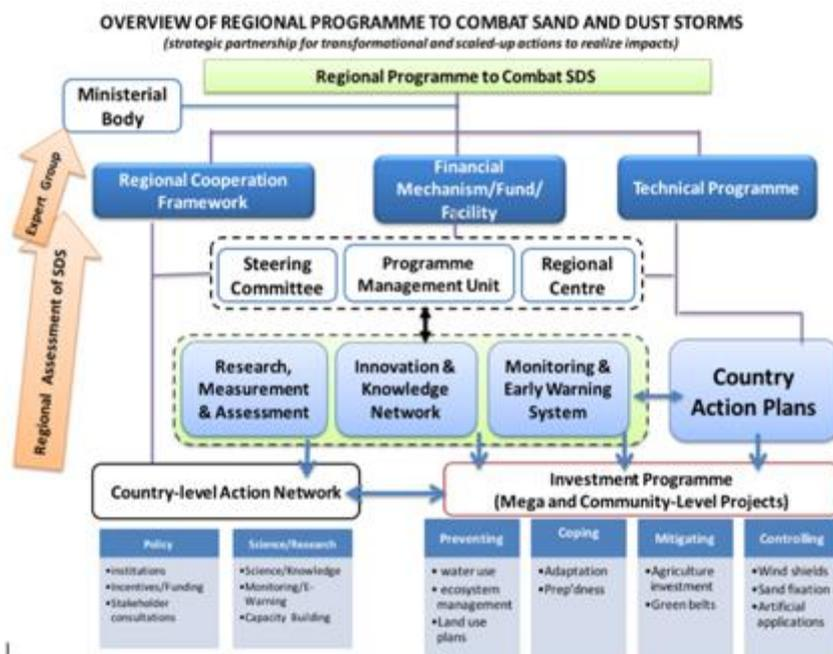 OVERVIEW OF REGIONAL PROGRAMME TO COMBAT SAND AND DUST STORMS
(strategic partnership for transformational and scaled-up actions to realize impacts)
Regional Programme to Combat SDS
Ministerial
Body
Expert Group
Regional Assessment of SDS
Regional Cooperation
Framework
Financial
Mechanism/Fund/
Facility
Technical Programme
Steering
Committee
Programme
Management Unit
Regional
Centre
Research,
Measurement
& Assessment
Innovation &
Knowledge
Network
Monitoring &
Early Warning
System
Country
Action Plans
Country-level Action Network
Investment Programme
(Mega and Community-Level Projects)
Policy
•institutions
•Incentives/Funding
•Stakeholder
consultations
Science/Research
•Science/Knowledge
•Monitoring/E-
Warning
•Capacity Building
Preventing
• water use
• ecosystem
management
•Land use
plans
Coping
•Adaptation
•Prep'dness
Mitigating
•Agriculture
investment
•Green belts
Controlling
•Wind shields
•Sand fixation
•Artificial
applications